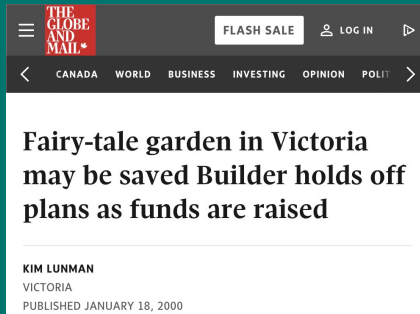 THE
GLOBE
AND
MAIL
FLASH SALE LOG IN
CANADA WORLD BUSINESS INVESTING OPINION POLIT
Fairy-tale garden in Victoria
may be saved Builder holds off
plans as funds are raised
KIM LUNMAN
VICTORIA
PUBLISHED JANUARY 18, 2000